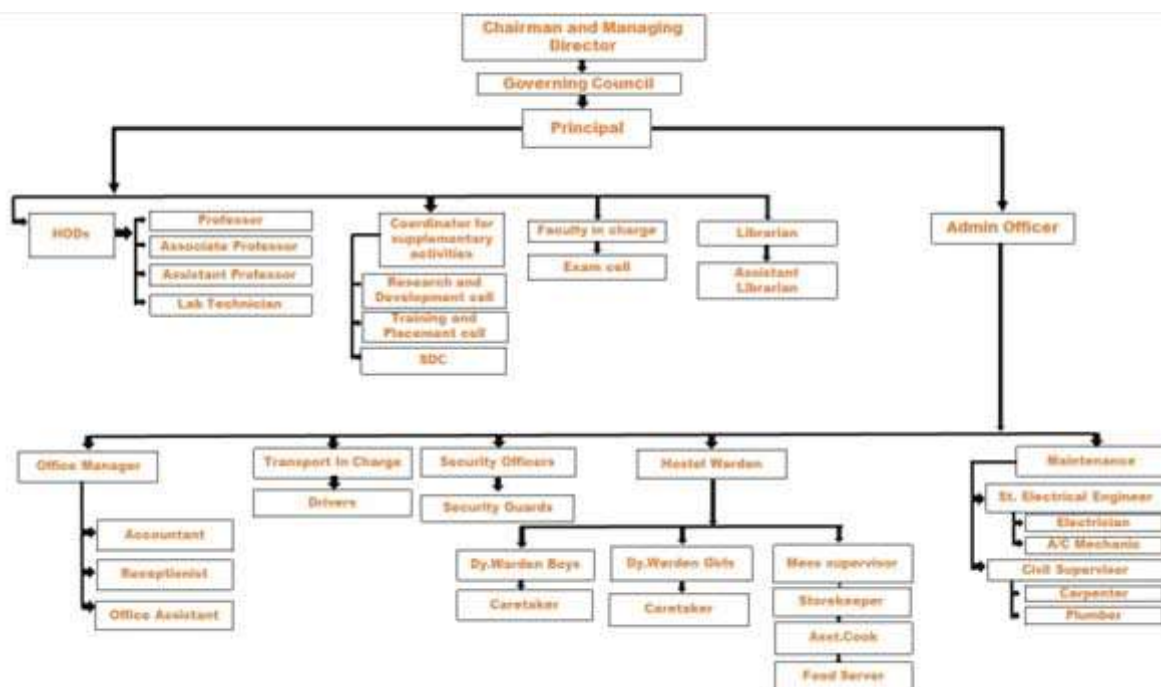 Chairman and Managing
Director
Governing Council
Principal
HODs
Professor
Associate Professor
Assistant Professor
Lab Technician
Coordinator for
supplementary
activities
Research and
Development cell
Training and
Placement cell
SDC
Faculty in charge
Exam cell
Librarian
Assistant
Librarian
Admin Officer
Office Manager
Accountant
Receptionist
Office Assistant
Transport In Charge
Drivers
Security Officers
Security Guards
Hostel Warden
Dy.Warden Boys
Caretaker
Dy.Warden Girls
Caretaker
Mess supervisor
Storekeeper
Asst.Cook
Food Server
Maintenance
Electrical Engineer
Electrician
A/C Mechanic
Civil Supervisor
Carpenter
Plumber